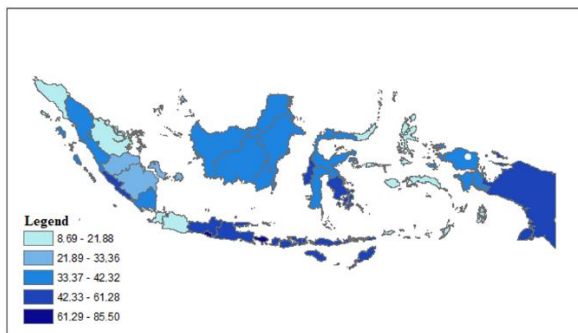 Legend
8.69 - 21.88
21.89 - 33.36
33.37 - 42.32
42.33 - 61.28
61.29 - 85.50